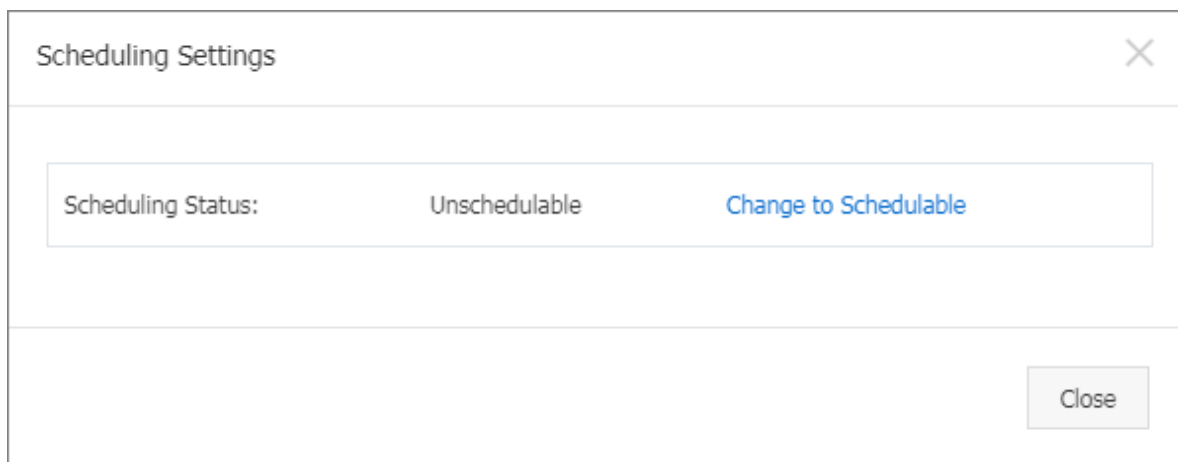 Scheduling Settings
Scheduling Status: Unschedulable Change to Schedulable
Close